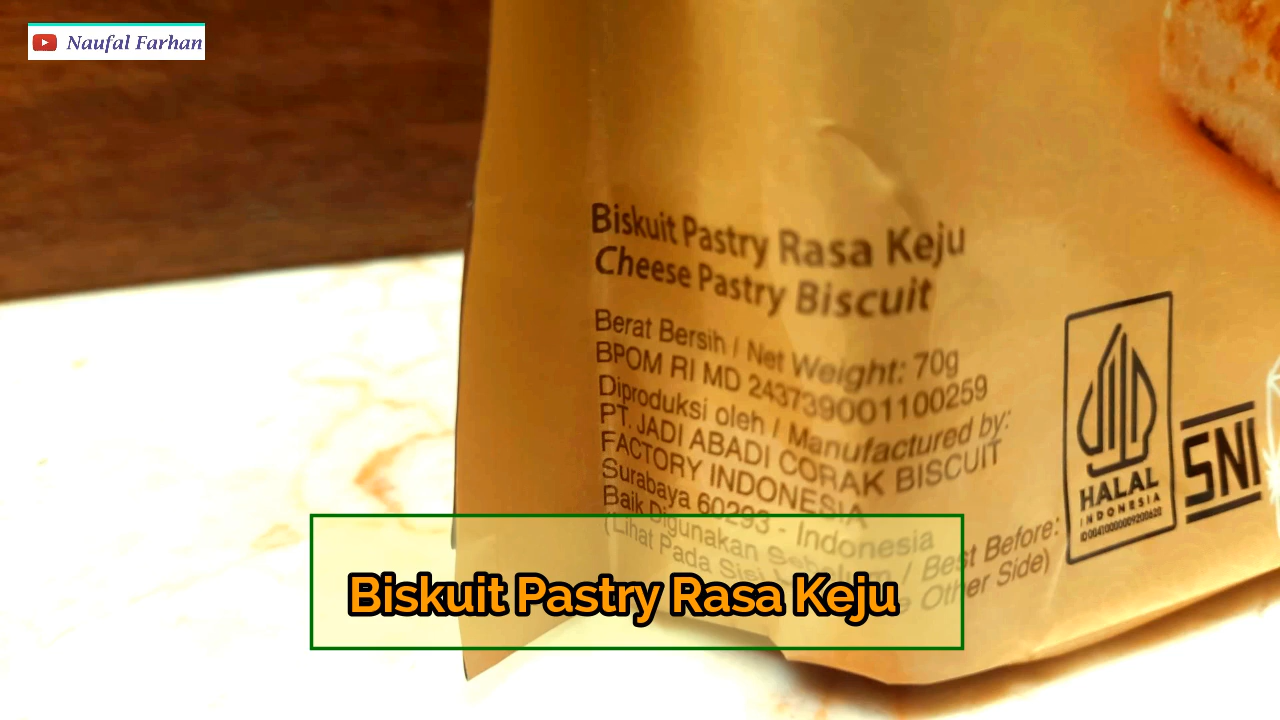 Naufal Farhan
Biskuit Pastry Rasa Keju
Cheese Pastry Biscuit
Berat Bersih / Net Weight: 70g
BPOM RI MD 243739001100259
Diproduksi oleh / Manufactured by:
PT. JADI ABADI CORAK BISCUIT
FACTORY INDONESIA
Surabaya 60293 - Indonesia
Baik Digunakan Sebelum / Best Before:
(Lihat Pada Sisi Other Side)
HALAL
INDONESIA
SNI
Biskuit Pastry Rasa Keju